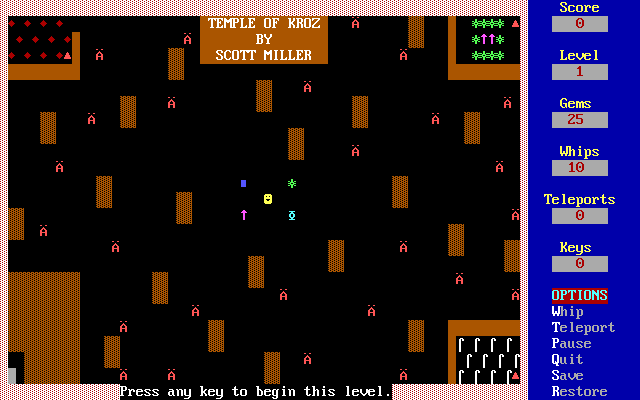 TEMPLE OF KROZ
BY
SCOTT MILLER
Score
0
Level
1
Gems
25
Whips
10
Teleports
0
Keys
0
OPTIONS
Whip
Teleport
Pause
Quit
Save
Restore
Press any key to begin this level.